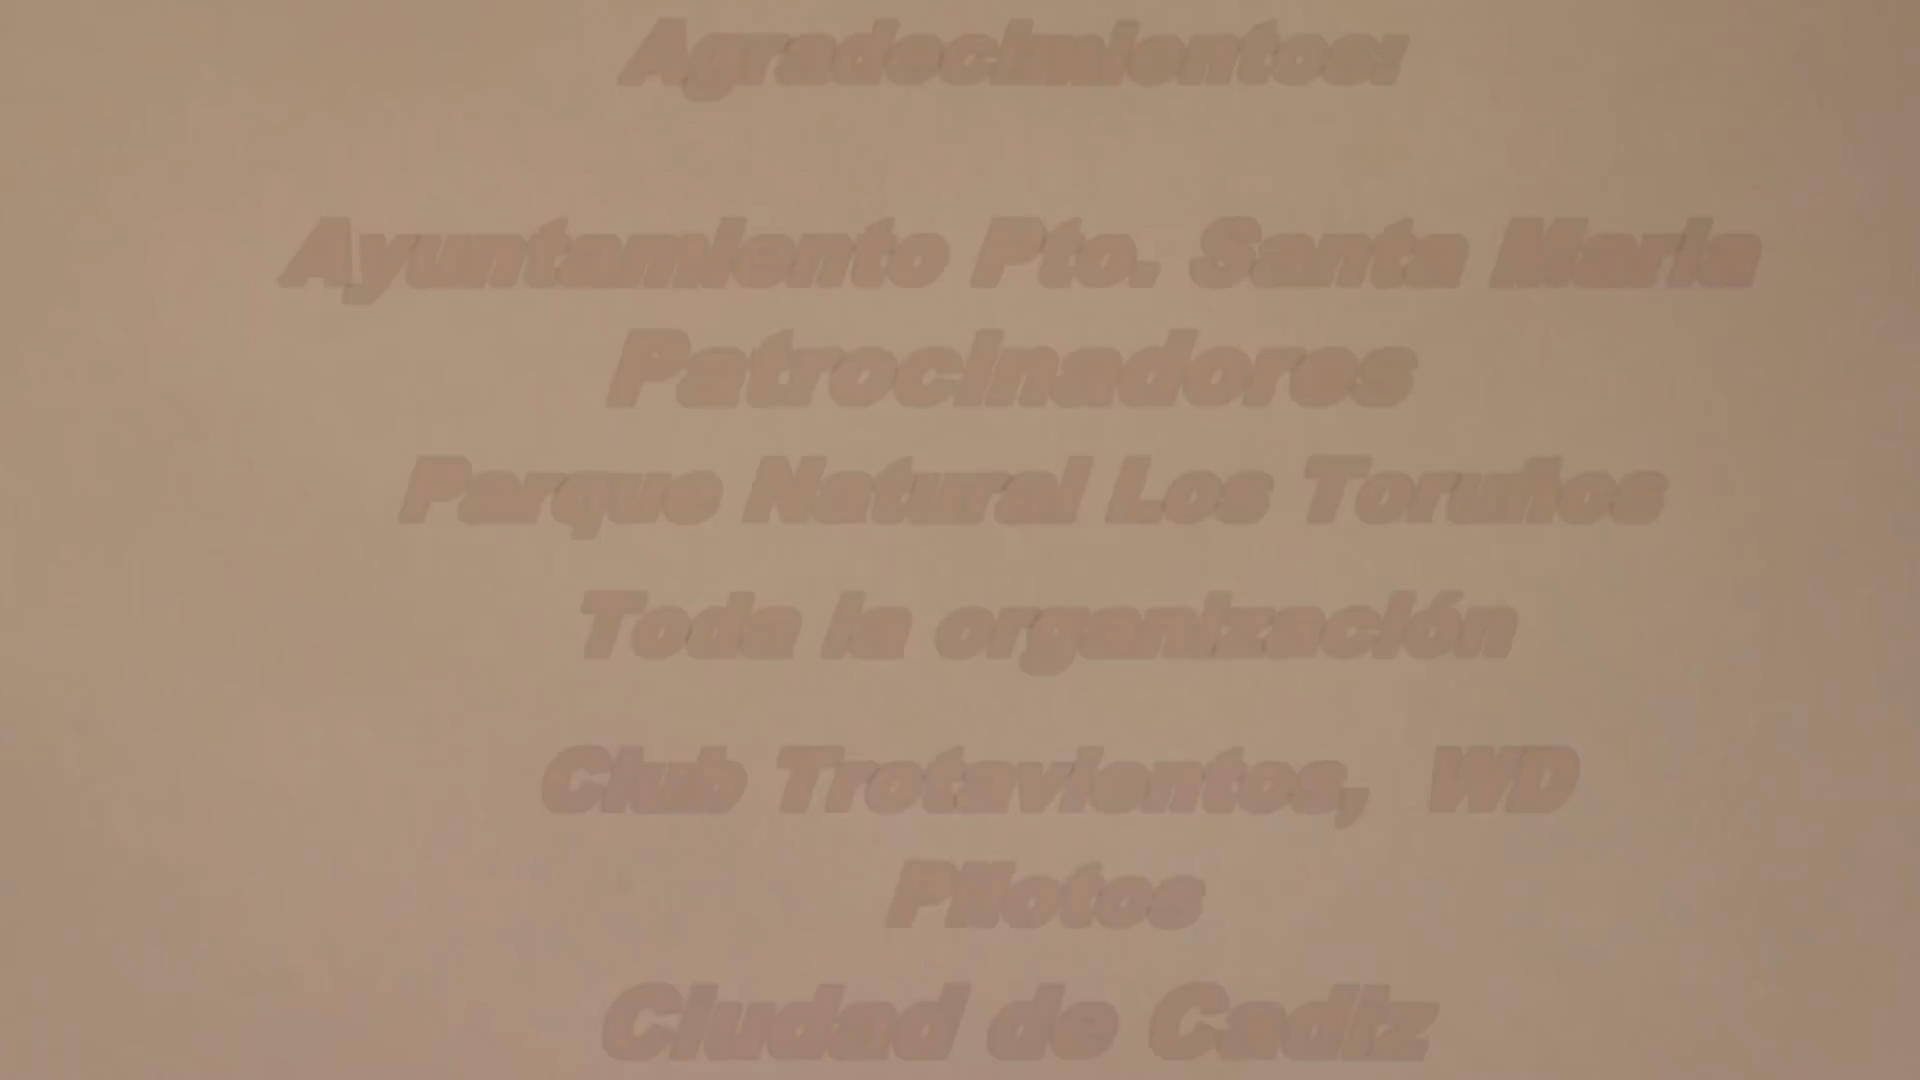 Agradecimientos:
Ayuntamiento Pto. Santa Maria
Patrocinadores
Parque Natural Los Toruños
Toda la organización
Club Trotavientos, WD
Pilotos
Ciudad de Cadiz